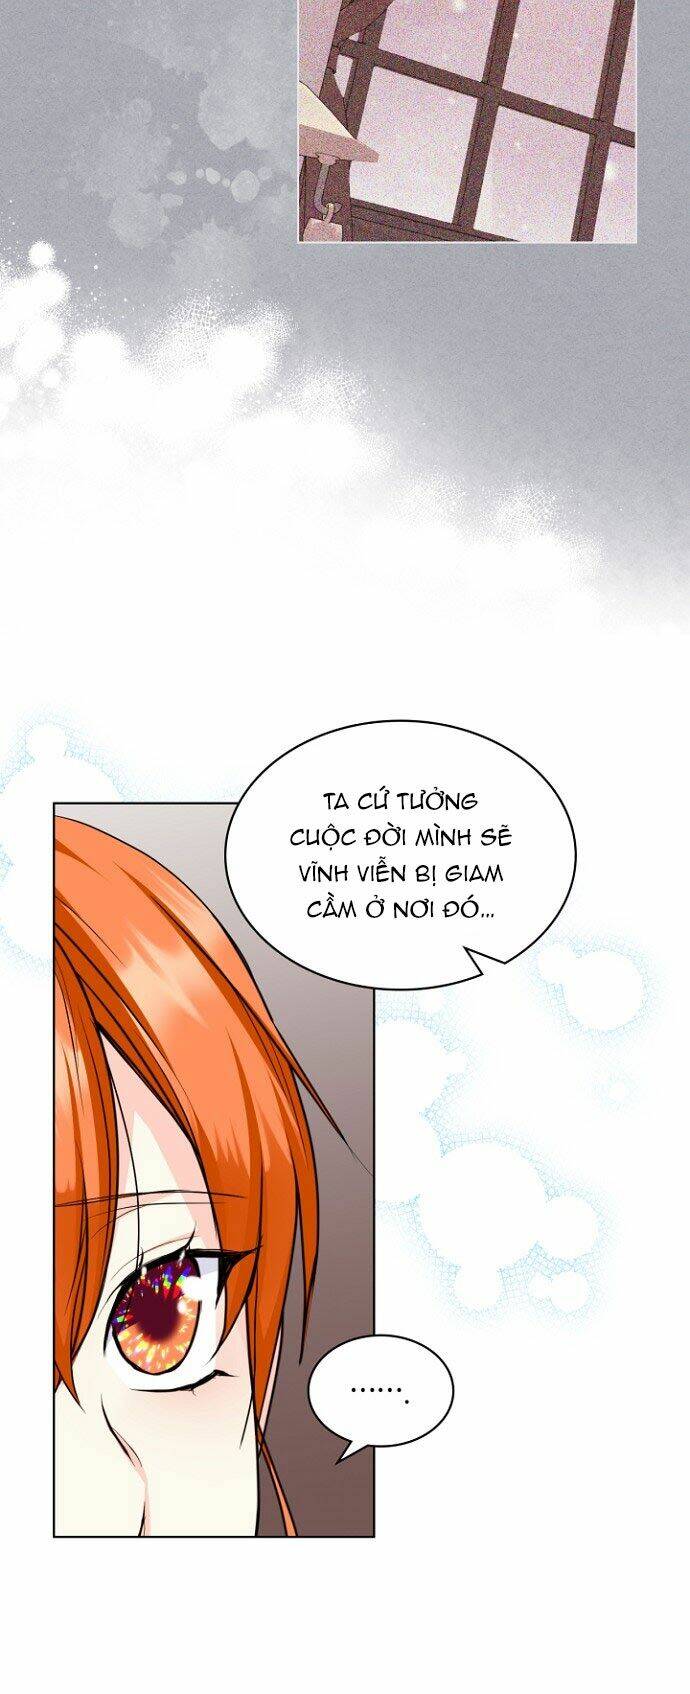 TA CỨ TƯỞNG
CUỘC ĐỜI MÌNH SẼ
VĨNH VIỄN BỊ GIAM
CẦM Ở NƠI ĐÓ...
.......